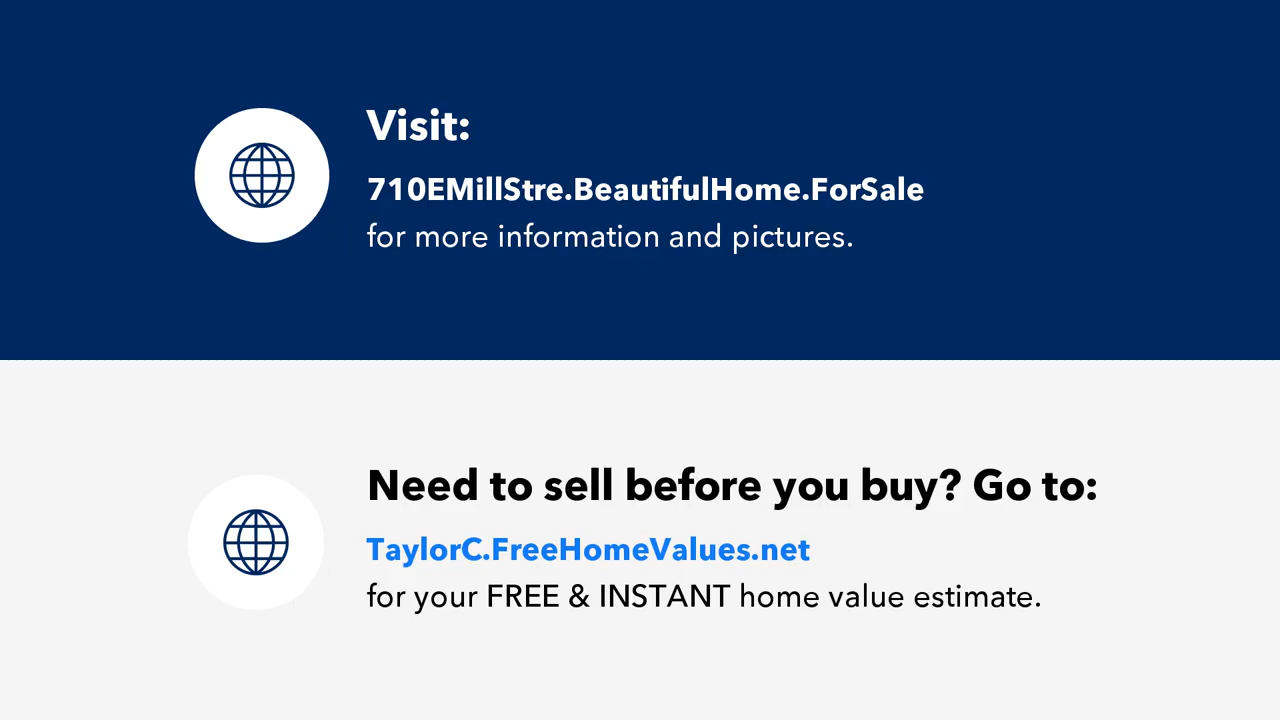 Visit:
710EMillStre.BeautifulHome.ForSale
for more information and pictures.
Need to sell before you buy? Go to:
TaylorC.FreeHomeValues.net
for your FREE & INSTANT home value estimate.